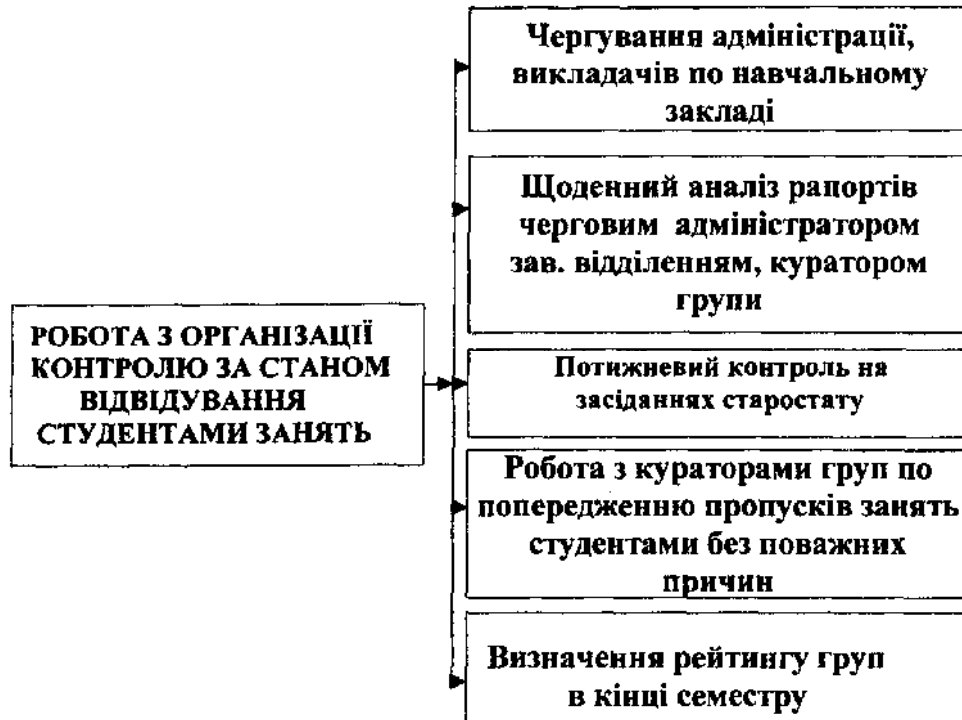 Чергування адміністрації,
викладачів по навчальному
закладі
Щоденний аналіз рапортів
черговим адміністратором
зав. відділенням, куратором
групи
РОБОТА З ОРГАНІЗАЦІЇ
КОНТРОЛЮ ЗА СТАНОМ
ВІДВІДУВАННЯ
СТУДЕНТАМИ ЗАНЯТЬ
Потижневий контроль на
засіданнях старостату
Робота з кураторами груп по
попередженню пропусків занять
студентами без поважних
причин
Визначення рейтингу груп
в кінці семестру